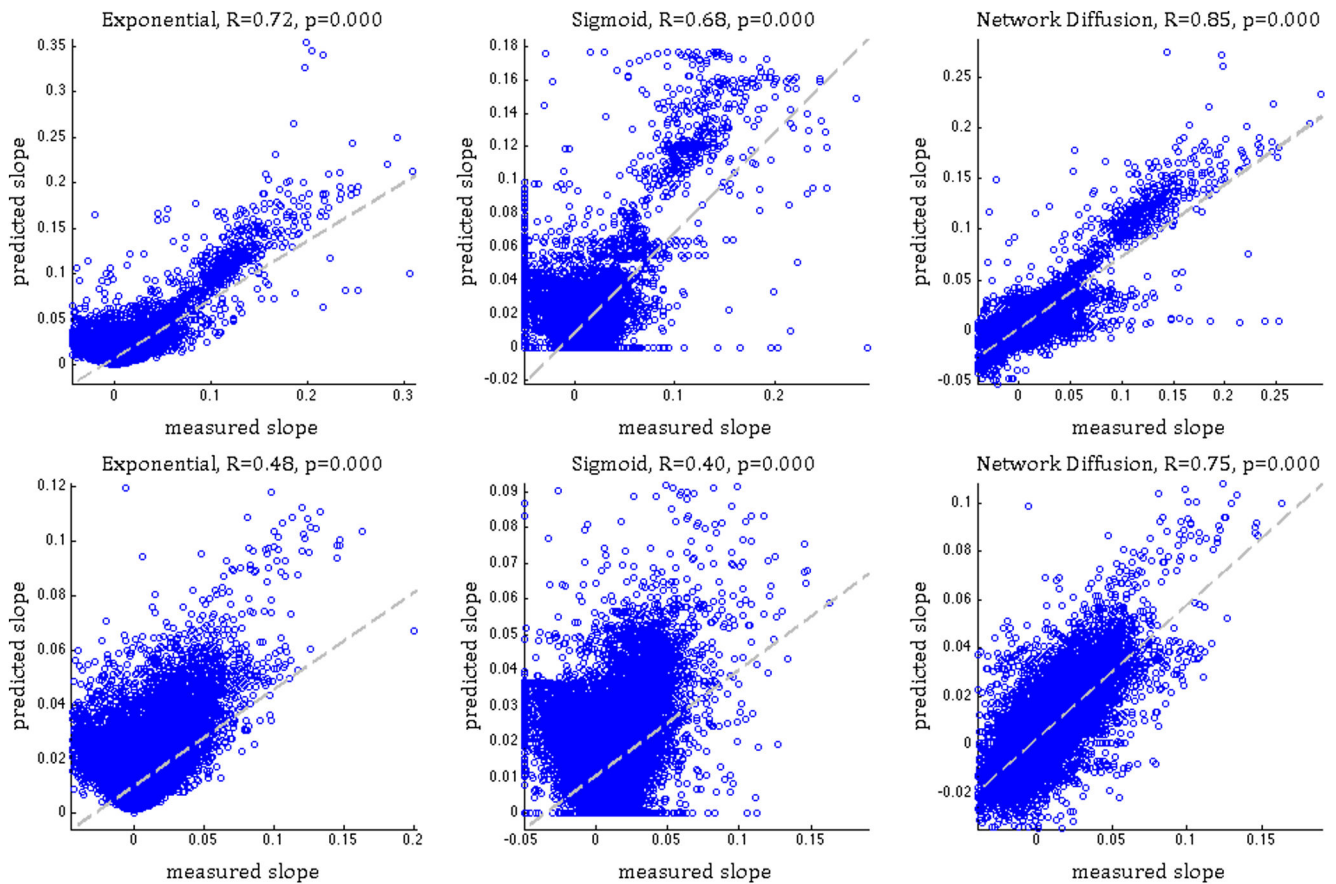 Exponential, R=0.72, p=0.000
0.35
0.3
0.25
0.2
0.15
0.1
0.05
0
predicted slope
0 0.1 0.2 0.3
measured slope
Sigmoid, R=0.68, p=0.000
0.18
0.16
0.14
0.12
0.1
0.08
0.06
0.04
0.02
0
-0.02
predicted slope
0 0.1 0.2
measured slope
Network Diffusion, R=0.85, p=0.000
0.25
0.2
0.15
0.1
0.05
0
-0.05
predicted slope
0 0.05 0.1 0.15 0.2 0.25
measured slope
Exponential, R=0.48, p=0.000
0.12
0.1
0.08
0.06
0.04
0.02
0
predicted slope
0 0.05 0.1 0.15 0.2
measured slope
Sigmoid, R=0.40, p=0.000
0.09
0.08
0.07
0.06
0.05
0.04
0.03
0.02
0.01
0
predicted slope
-0.05 0 0.05 0.1 0.15
measured slope
Network Diffusion, R=0.75, p=0.000
0.1
0.08
0.06
0.04
0.02
0
-0.02
predicted slope
0 0.05 0.1 0.15
measured slope